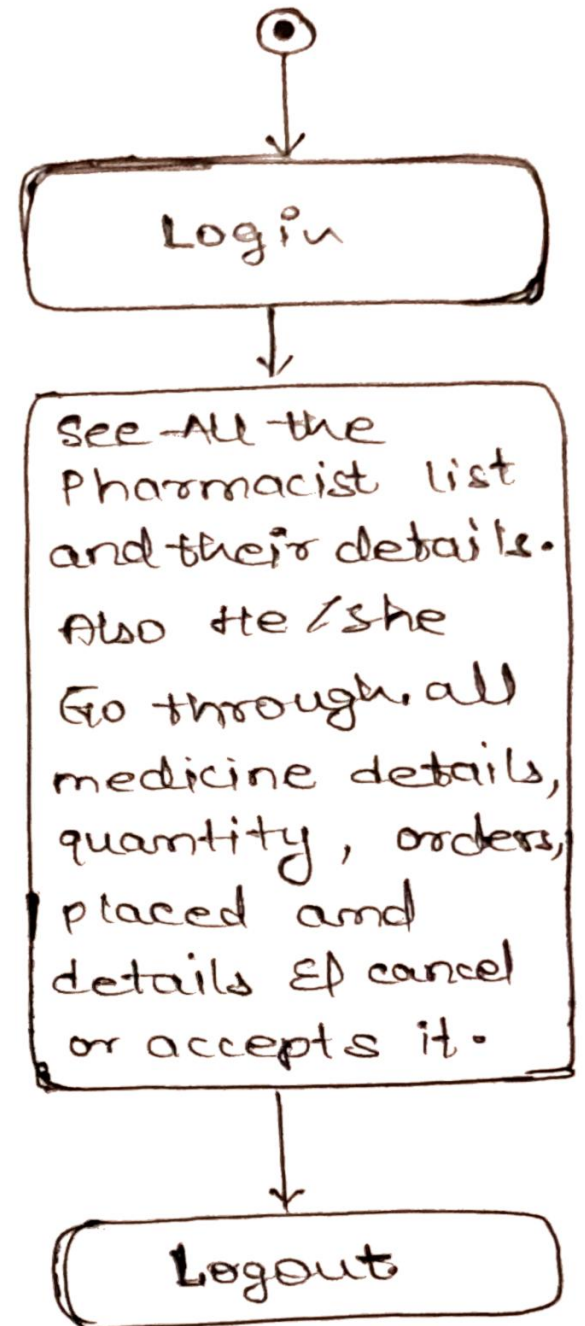 Login
See All the
Pharmacist list
and their details.
Also He/she
Go through all
medicine details,
quantity, orders,
placed and
details & cancel
or accepts it.
Logout